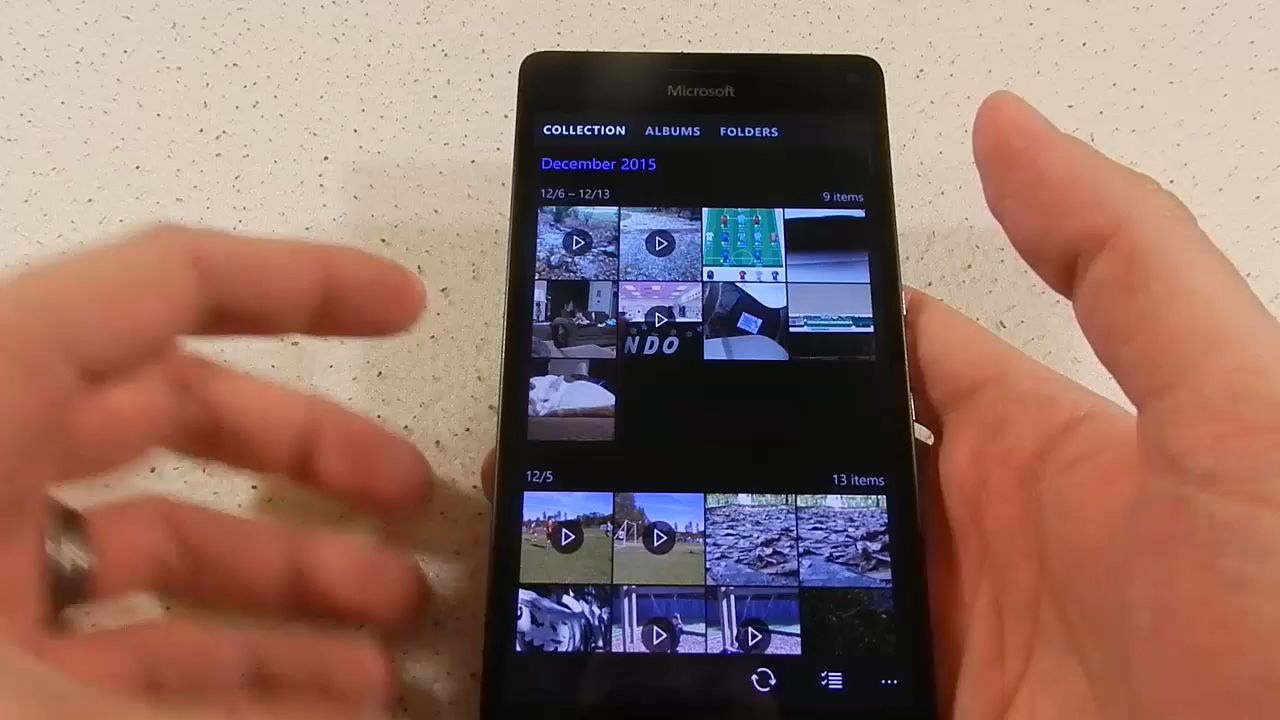 Microsoft
COLLECTION ALBUMS FOLDERS
December 2015
12/6 – 12/13 9 items
NDO
12/5 13 items